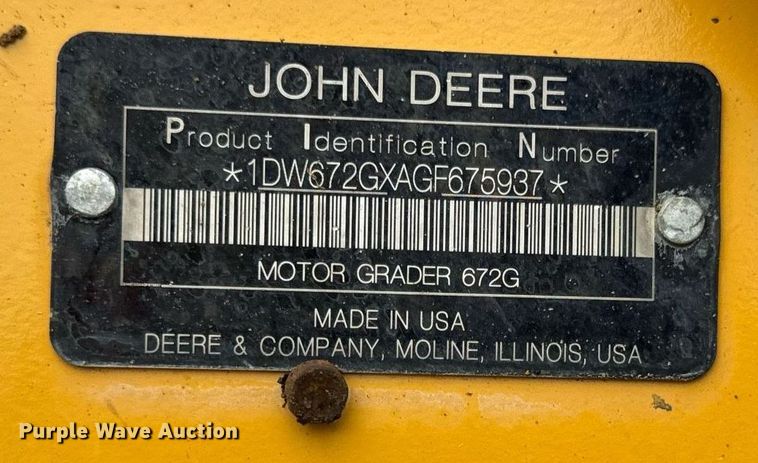 JOHN DEERE
Product Identification Number
*1DW672GXAGF675937*
MOTOR GRADER 672G
MADE IN USA
DEERE & COMPANY, MOLINE, ILLINOIS, USA
Purple Wave Auction